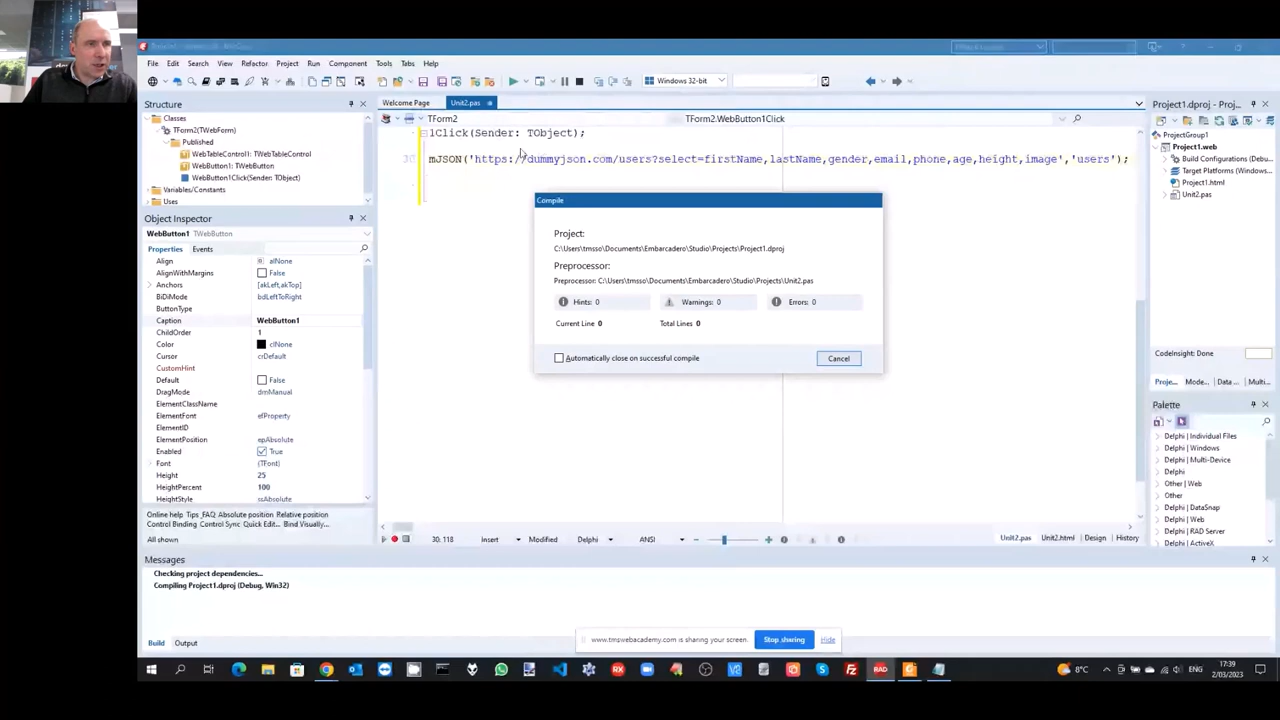 File Edit Search View Refactor Project Run Component Tools Tabs Help
Windows 32-bit
Structure
Classes
TForm2(TWebForm)
Published
WebTableControl1: TWebTableControl
WebButton1: TWebButton
WebButton1Click(Sender: TObject)
Variables/Constants
Uses
Object Inspector
WebButton1 TWebButton
Properties Events
Align alNone
AlignWithMargins False
Anchors [akLeft,akTop]
BiDiMode bdLeftToRight
ButtonType
Caption WebButton1
ChildOrder 1
Color clNone
Cursor crDefault
CustomHint
Default False
DragMode dmManual
ElementClassName
ElementFont efProperty
ElementID
ElementPosition epAbsolute
Enabled True
Font (TFont)
Height 25
HeightPercent 100
HeightStyle ssAbsolute
Online help Tips FAQ Absolute position Relative position
Control Binding Control Sync Quick Edit... Bind Visually...
All shown
Welcome Page Unit2.pas
TForm2 TForm2.WebButton1Click
1Click(Sender: TObject);
mJSON('https://dummyjson.com/users?select=firstName,lastName,gender,email,phone,age,height,image','users');
Compile
Project:
C:\Users\tmsso\Documents\Embarcadero\Studio\Projects\Project1.dproj
Preprocessor:
Preprocessor: C:\Users\tmsso\Documents\Embarcadero\Studio\Projects\Unit2.pas
Hints: 0 Warnings: 0 Errors: 0
Current Line 0 Total Lines 0
Automatically close on successful compile
Cancel
30: 118 Insert Modified Delphi ANSI
Unit2.pas Unit2.html Design History
Project1.dproj - Projec...
ProjectGroup1
Project1.web
Build Configurations (De
Target Platforms (Window
Project1.html
Unit2.pas
CodeInsight: Done
Proje... Mode... Data ... Multi...
Palette
Delphi | Individual Files
Delphi | Windows
Delphi | Multi-Device
Delphi
Other | Web
Other
Delphi | DataSnap
Delphi | Web
Delphi | RAD Server
Delphi | ActiveX
Messages
Checking project dependencies...
Compiling Project1.dproj (Debug, Win32)
Build Output
www.tmswebacademy.com is sharing your screen.
Stop sharing
Hide
RAD
8°C
ENG
17:39
2/03/2023